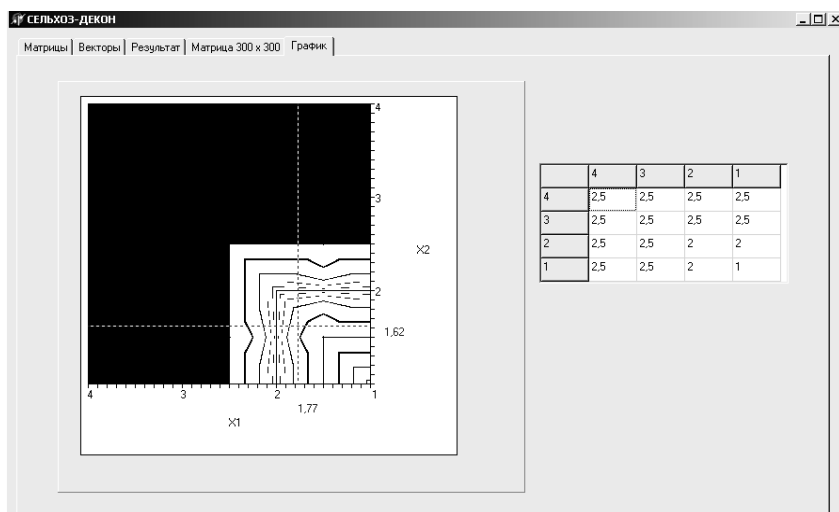 СЕЛЬХОЗ-ДЕКОН
Матрицы Векторы Результат Матрица 300 x 300 График
4
3
X2
2
1,62
4 3 2 1
1,77
X1
4 3 2 1
4 2,5 2,5 2,5 2,5
3 2,5 2,5 2,5 2,5
2 2,5 2,5 2 2
1 2,5 2,5 2 1